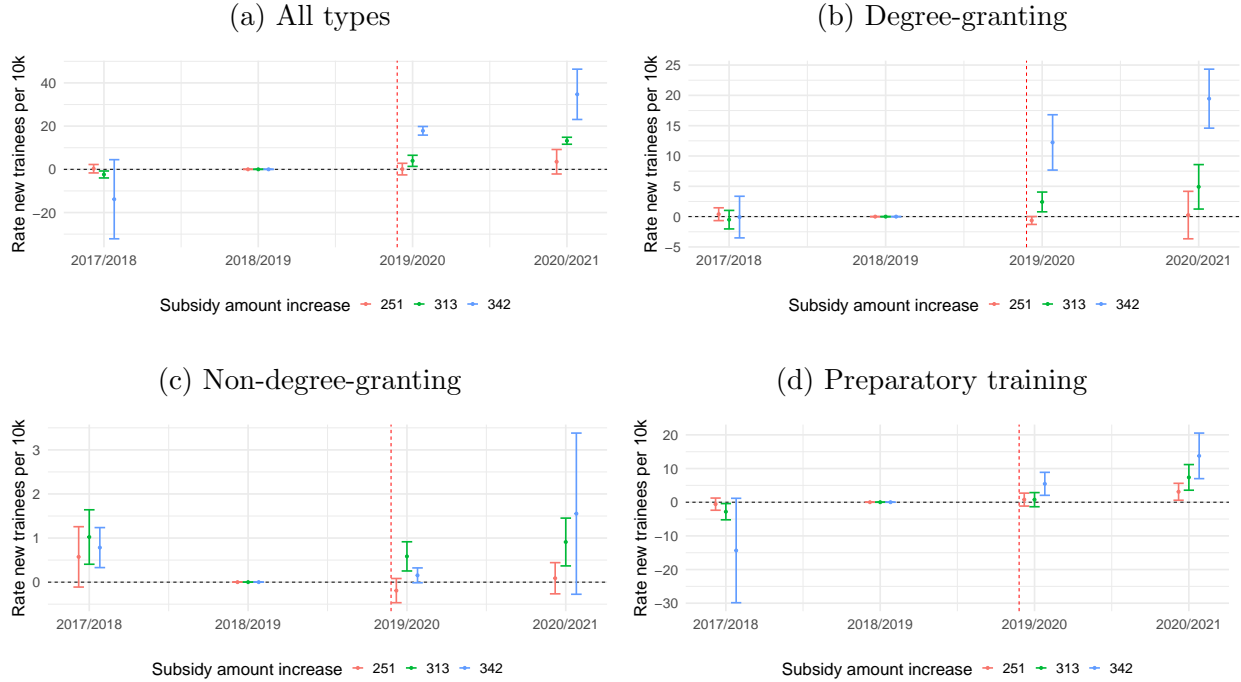 (a) All types
Rate new trainees per 10k
40
20
0
−20
2017/2018 2018/2019 2019/2020 2020/2021
Subsidy amount increase 251 313 342
(b) Degree-granting
Rate new trainees per 10k
25
20
15
10
5
0
−5
2017/2018 2018/2019 2019/2020 2020/2021
Subsidy amount increase 251 313 342
(c) Non-degree-granting
Rate new trainees per 10k
3
2
1
0
2017/2018 2018/2019 2019/2020 2020/2021
Subsidy amount increase 251 313 342
(d) Preparatory training
Rate new trainees per 10k
20
10
0
−10
−20
−30
2017/2018 2018/2019 2019/2020 2020/2021
Subsidy amount increase 251 313 342